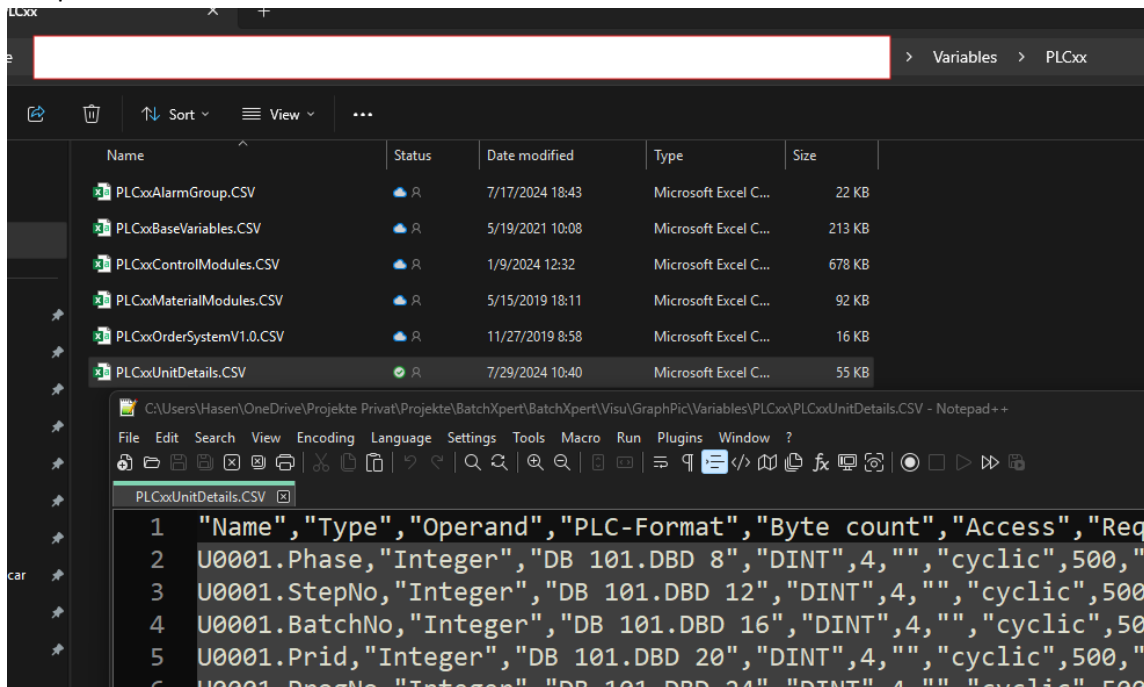 PLCxx × +
Variables > PLCxx
Sort View •••
Name Status Date modified Type Size
PLCxxAlarmGroup.CSV 7/17/2024 18:43 Microsoft Excel C... 22 KB
PLCxxBaseVariables.CSV 5/19/2021 10:08 Microsoft Excel C... 213 KB
PLCxxControlModules.CSV 1/9/2024 12:32 Microsoft Excel C... 678 KB
PLCxxMaterialModules.CSV 5/15/2019 18:11 Microsoft Excel C... 92 KB
PLCxxOrderSystemV1.0.CSV 11/27/2019 8:58 Microsoft Excel C... 16 KB
PLCxxUnitDetails.CSV 7/29/2024 10:40 Microsoft Excel C... 55 KB
C:\Users\Hasen\OneDrive\Projekte Privat\Projekte\BatchXpert\BatchXpert\Visu\GraphPic\Variables\PLCxx\PLCxxUnitDetails.CSV - Notepad++
File Edit Search View Encoding Language Settings Tools Macro Run Plugins Window ?
PLCxxUnitDetails.CSV
1 "Name","Type","Operand","PLC-Format","Byte count","Access","Req
2 U0001.Phase,"Integer","DB 101.DBD 8","DINT",4,"","cyclic",500,"
3 U0001.StepNo,"Integer","DB 101.DBD 12","DINT",4,"","cyclic",500
4 U0001.BatchNo,"Integer","DB 101.DBD 16","DINT",4,"","cyclic",50
car
5 U0001.Prid,"Integer","DB 101.DBD 20","DINT",4,"","cyclic",500,"